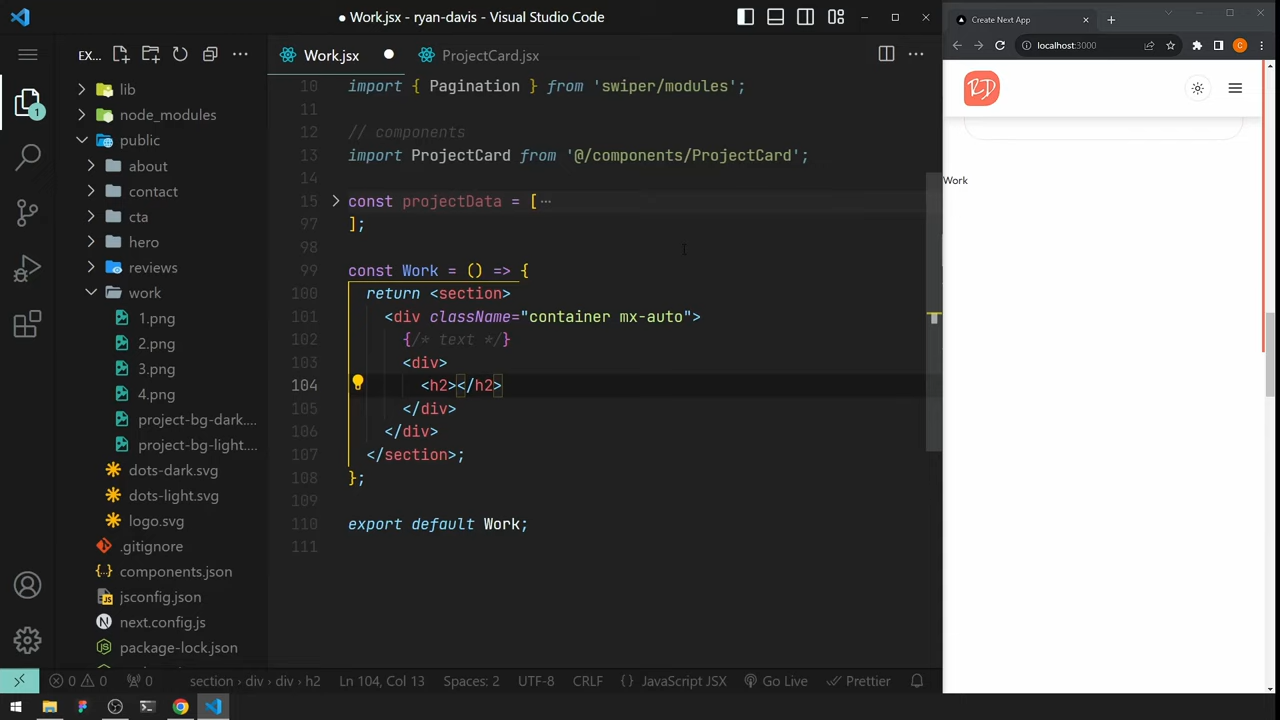 Work.jsx - ryan-davis - Visual Studio Code
EX...
Work.jsx
ProjectCard.jsx
lib
node_modules
public
about
contact
cta
hero
reviews
work
1.png
2.png
3.png
4.png
project-bg-dark....
project-bg-light....
dots-dark.svg
dots-light.svg
logo.svg
.gitignore
components.json
jsconfig.json
next.config.js
package-lock.json
1
10 import { Pagination } from 'swiper/modules';
11
12 // components
13 import ProjectCard from '@/components/ProjectCard';
14
15 const projectData = [···
97 ];
98
99 const Work = () => {
100 return <section>
101 <div className="container mx-auto">
102 {/* text */}
103 <div>
104 <h2></h2>
105 </div>
106 </div>
107 </section>;
108 };
109
110 export default Work;
111
0 0 0 section › div › div › h2 Ln 104, Col 13 Spaces: 2 UTF-8 CRLF {} JavaScript JSX Go Live Prettier
Create Next App
localhost:3000
C
RD
Work